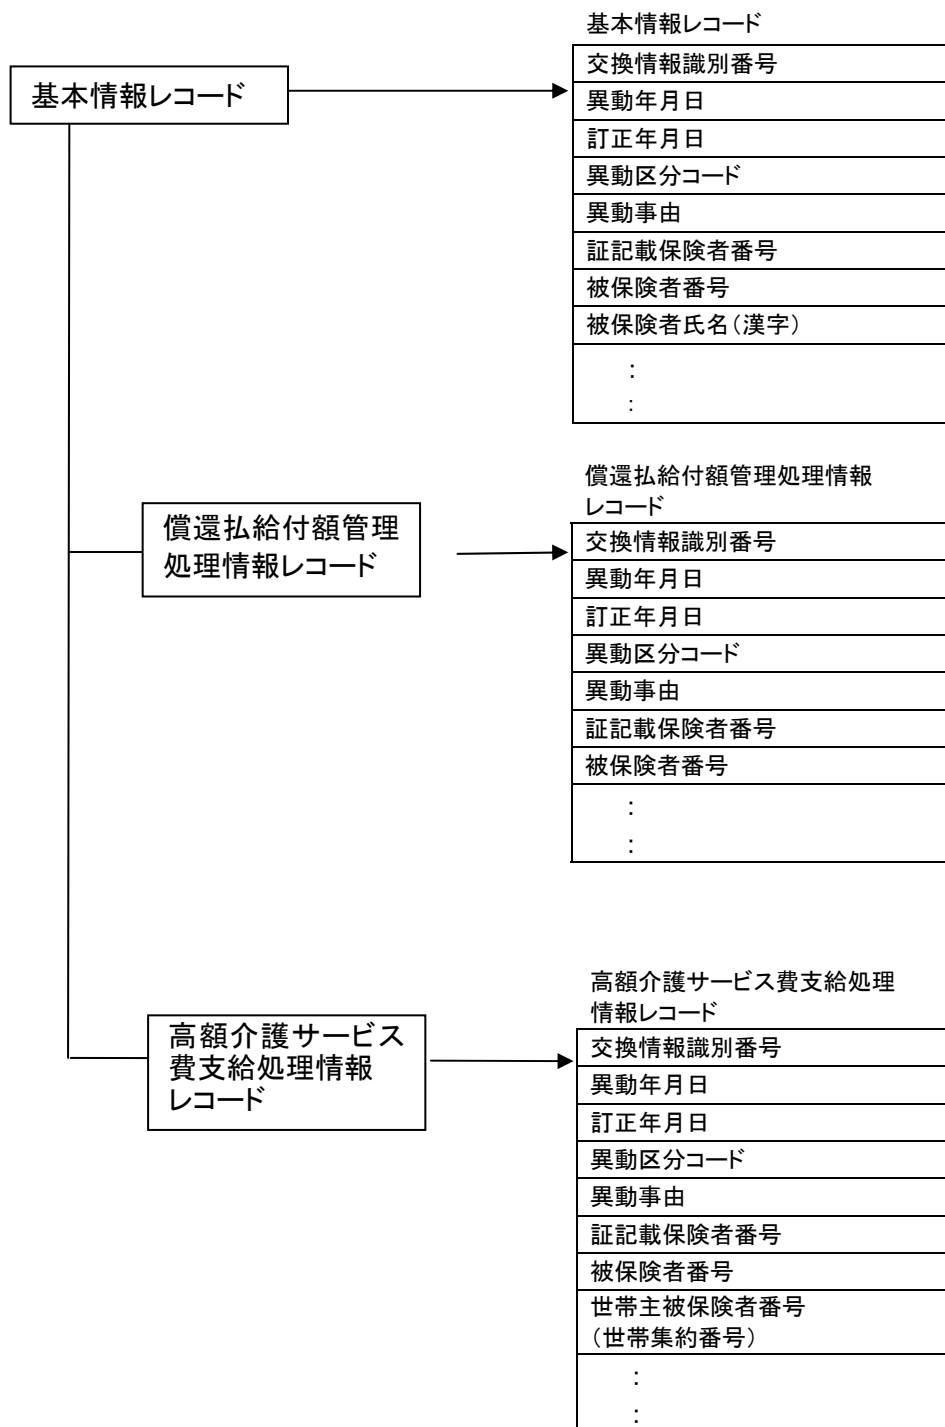 基本情報レコード
基本情報レコード
交換情報識別番号
異動年月日
訂正年月日
異動区分コード
異動事由
証記載保険者番号
被保険者番号
被保険者氏名（漢字）
：
：
償還払給付額管理
処理情報レコード
償還払給付額管理処理情報
レコード
交換情報識別番号
異動年月日
訂正年月日
異動区分コード
異動事由
証記載保険者番号
被保険者番号
：
：
高額介護サービス
費支給処理情報
レコード
高額介護サービス費支給処理
情報レコード
交換情報識別番号
異動年月日
訂正年月日
異動区分コード
異動事由
証記載保険者番号
被保険者番号
世帯主被保険者番号
（世帯集約番号）
：
：